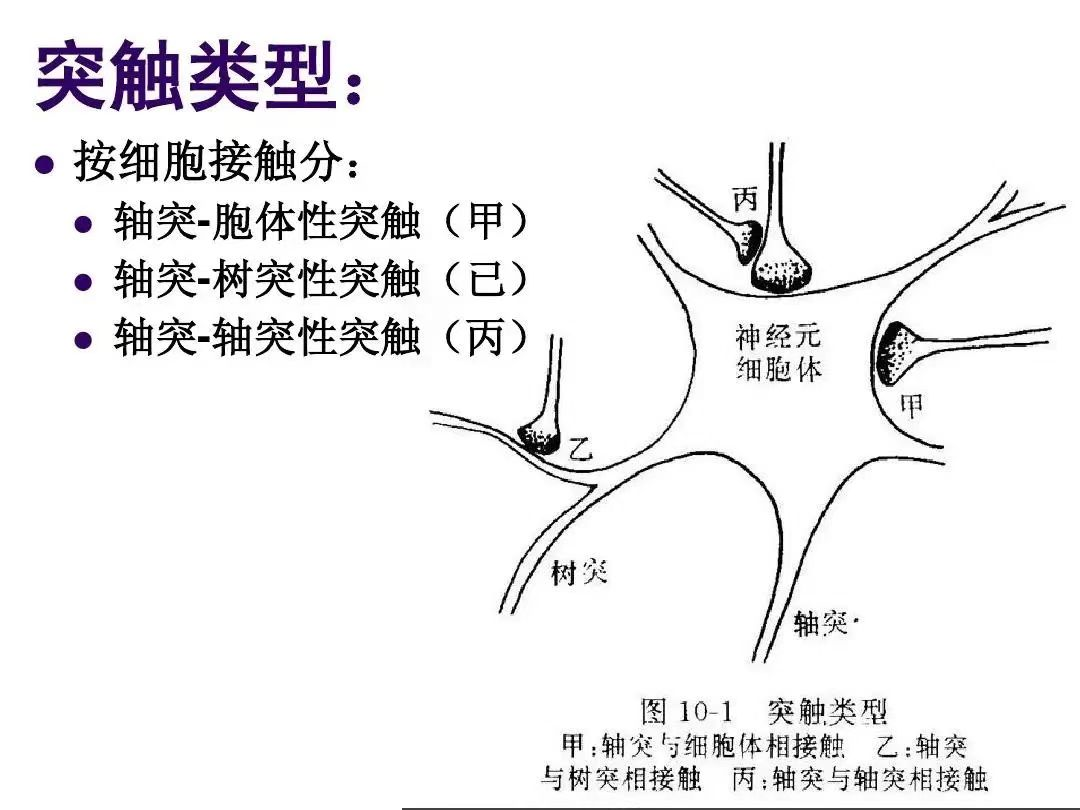 突触类型：
按细胞接触分：
轴突-胞体性突触（甲）
轴突-树突性突触（已）
轴突-轴突性突触（丙）
丙
神经元
细胞体
甲
乙
树突
轴突
图 10-1 突触类型
甲：轴突与细胞体相接触 乙：轴突
与树突相接触 丙：轴突与轴突相接触